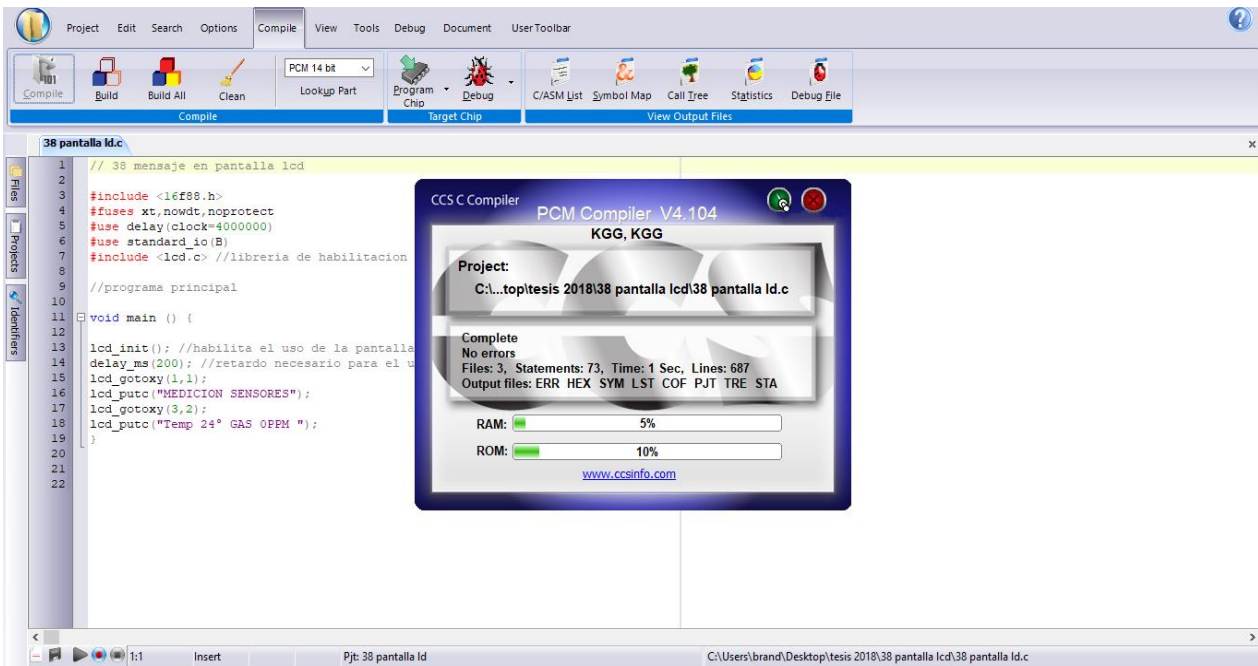 Project Edit Search Options Compile View Tools Debug Document User Toolbar
PCM 14 bit
Compile Build Build All Clean Lookup Part Program Chip Debug C/ASM List Symbol Map Call Tree Statistics Debug File
Compile Target Chip View Output Files
38 pantalla ld.c
Files
Projects
Identifiers
1 // 38 mensaje en pantalla lcd
2
3 #include <16f88.h>
4 #fuses xt,nowdt,noprotect
5 #use delay(clock=4000000)
6 #use standard_io(B)
7 #include <lcd.c> //libreria de habilitacion
8
9 //programa principal
10
11 void main () {
12
13 lcd_init(); //habilita el uso de la pantalla
14 delay_ms(200); //retardo necesario para el u
15 lcd_gotoxy(1,1);
16 lcd_putc("MEDICION SENSORES");
17 lcd_gotoxy(3,2);
18 lcd_putc("Temp 24° GAS 0PPM ");
19 }
20
21
22
CCS C Compiler
PCM Compiler V4.104
KGG, KGG
Project:
C:\...top\tesis 2018\38 pantalla lcd\38 pantalla ld.c
Complete
No errors
Files: 3, Statements: 73, Time: 1 Sec, Lines: 687
Output files: ERR HEX SYM LST COF PJT TRE STA
RAM: 5%
ROM: 10%
www.ccsinfo.com
1:1 Insert Pjt: 38 pantalla ld C:\Users\brand\Desktop\tesis 2018\38 pantalla lcd\38 pantalla ld.c